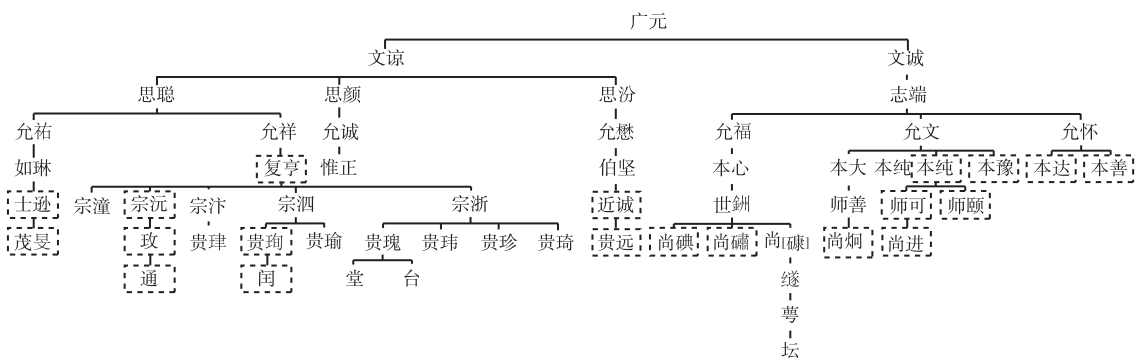 广元
文谅 文诚
思聪 思颜 思汾 志端
允祐 允祥 允诚 允懋 允福 允文 允怀
如琳 复亨 惟正 伯坚 本心 本大 本纯 本纯 本豫 本达 本善
士逊 宗潼 宗沅 宗汴 宗泗 宗浙 近诚 世𨥤 师善 师可 师颐
茂旻 玫 贵珒 贵珣 贵瑜 贵瑰 贵玮 贵珍 贵琦 贵远 尚碘 尚磠 尚[磏] 尚炯 尚进
通 闰 堂 台 燧
萼
坛